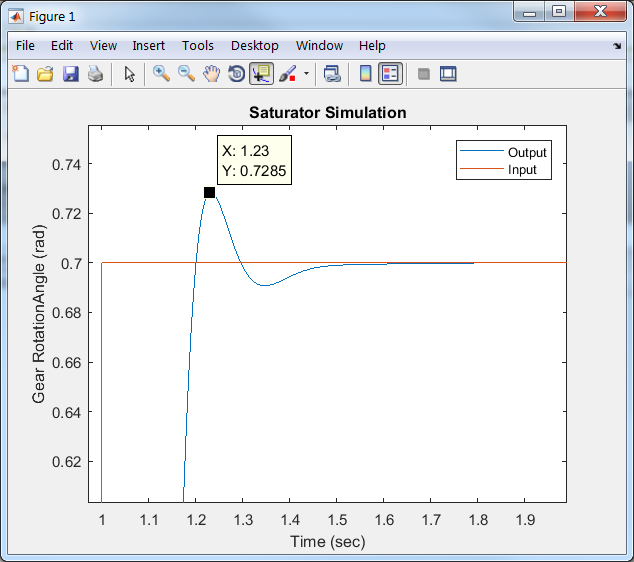 Figure 1
File Edit View Insert Tools Desktop Window Help
Saturator Simulation
X: 1.23
Y: 0.7285
Output
Input
Gear RotationAngle (rad)
0.74
0.72
0.7
0.68
0.66
0.64
0.62
1 1.1 1.2 1.3 1.4 1.5 1.6 1.7 1.8 1.9
Time (sec)